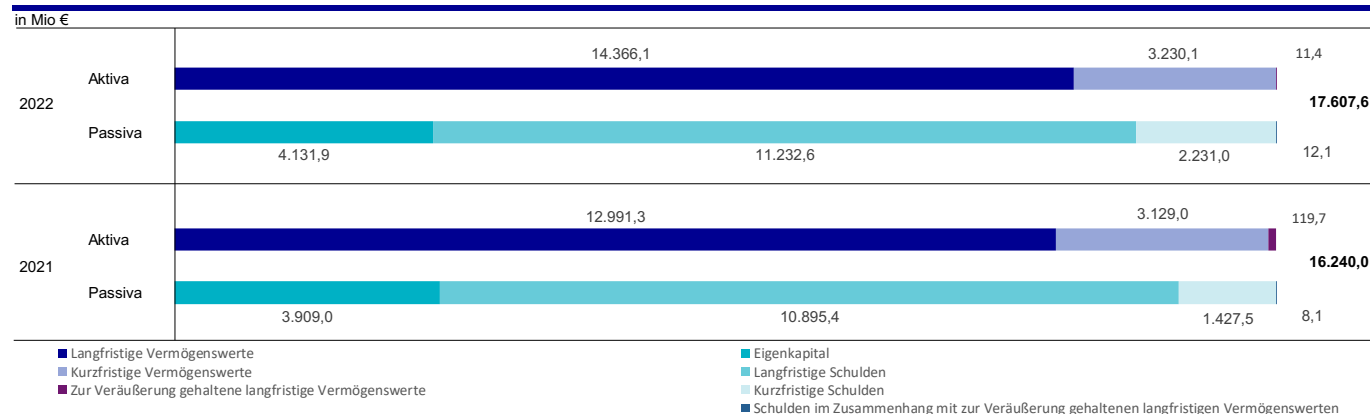 in Mio €
14.366,1 3.230,1 11,4
Aktiva
2022 17.607,6
Passiva
4.131,9 11.232,6 2.231,0 12,1
12.991,3 3.129,0 119,7
Aktiva
2021 16.240,0
Passiva
3.909,0 10.895,4 1.427,5 8,1
Langfristige Vermögenswerte
Kurzfristige Vermögenswerte
Zur Veräußerung gehaltene langfristige Vermögenswerte
Eigenkapital
Langfristige Schulden
Kurzfristige Schulden
Schulden im Zusammenhang mit zur Veräußerung gehaltenen langfristigen Vermögenswerten